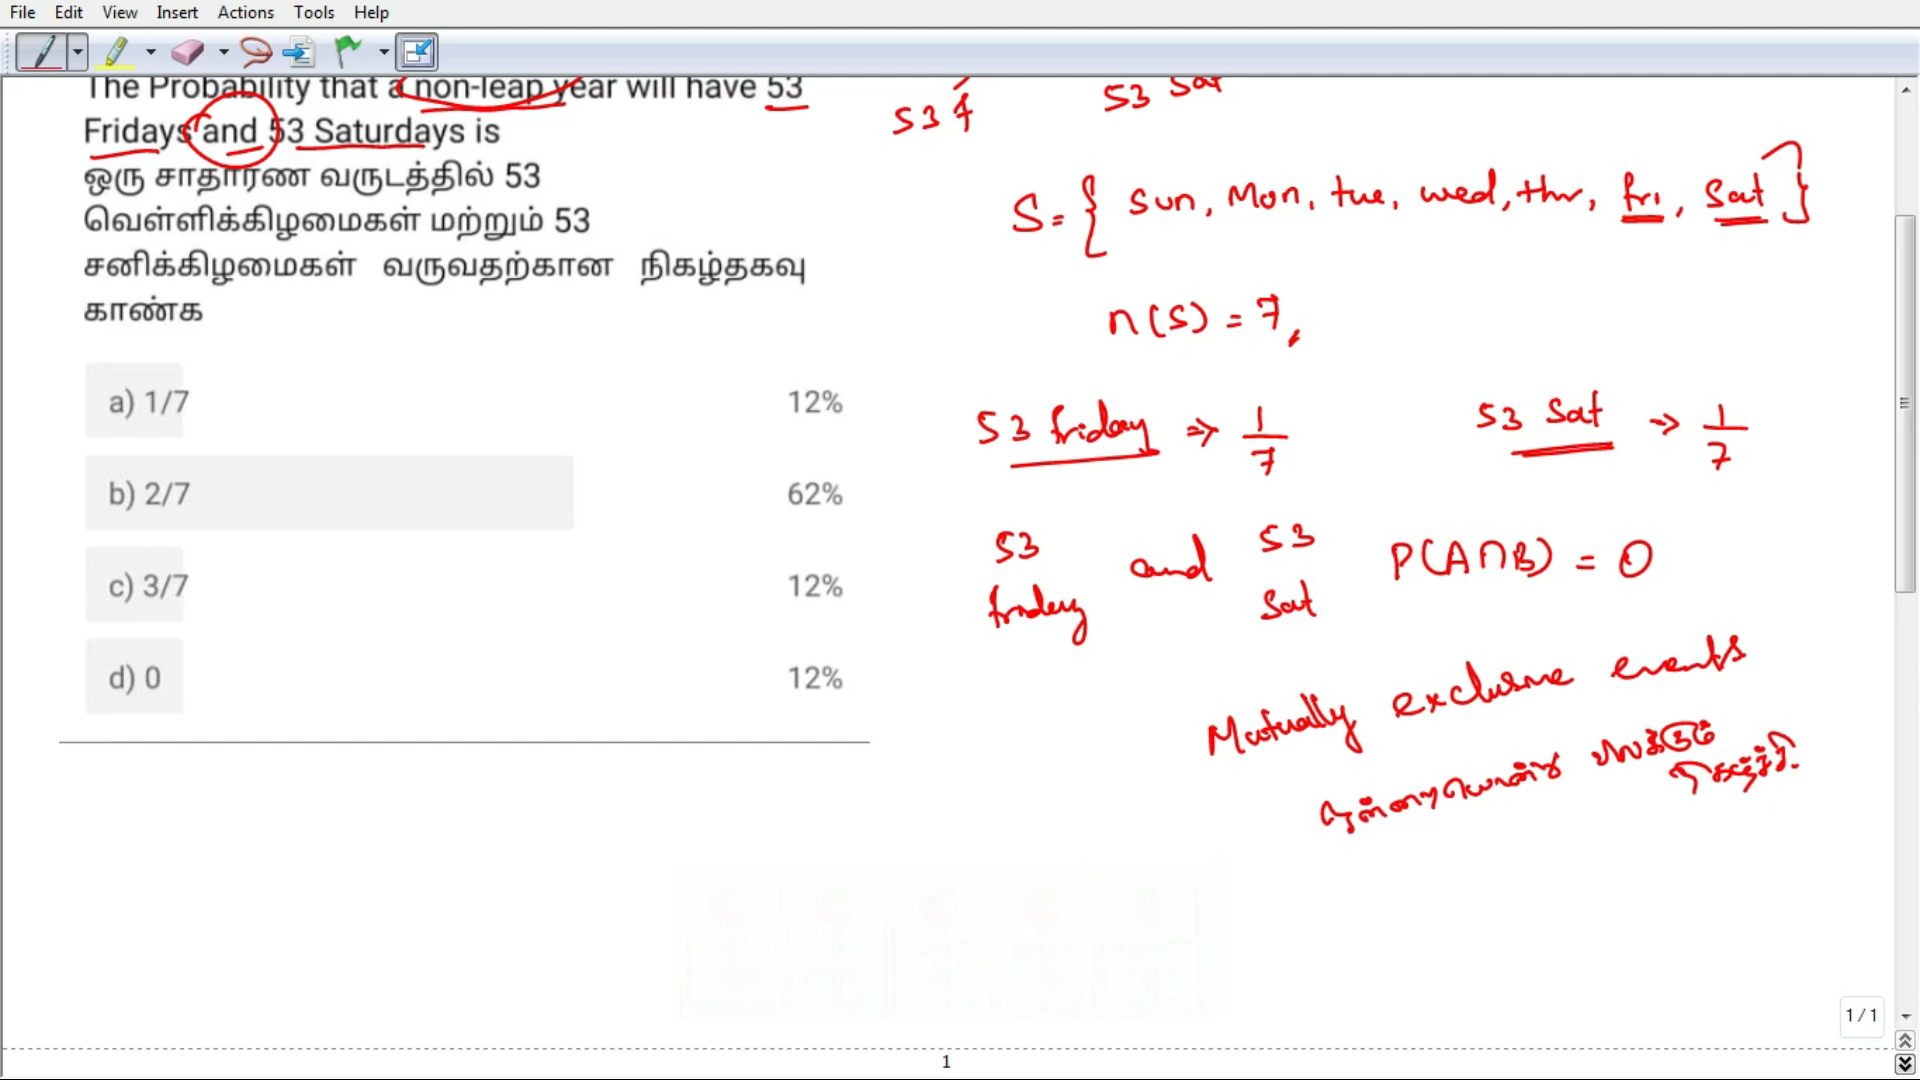 File Edit View Insert Actions Tools Help
The Probability that a non-leap year will have 53
Fridays and 53 Saturdays is
ஒரு சாதாரண வருடத்தில் 53
வெள்ளிக்கிழமைகள் மற்றும் 53
சனிக்கிழமைகள் வருவதற்கான நிகழ்தகவு
காண்க
a) 1/7 12%
b) 2/7 62%
c) 3/7 12%
d) 0 12%
53 f 53 Sat
S = { Sun, Mon, tue, wed, thr, fri, Sat }
n(S) = 7,
53 friday ⇒ 1/7 53 Sat ⇒ 1/7
53 friday and 53 Sat P(A∩B) = 0
Mutually exclusive events
1 / 1
1